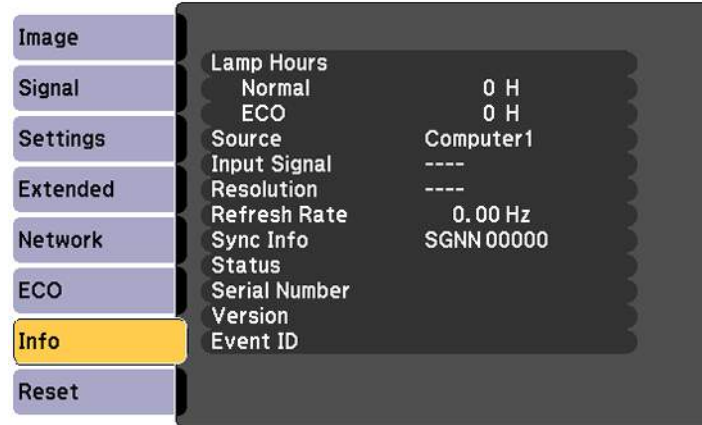 Image
Signal
Settings
Extended
Network
ECO
Info
Reset
Lamp Hours
Normal 0 H
ECO 0 H
Source Computer1
Input Signal ----
Resolution ----
Refresh Rate 0.00 Hz
Sync Info SGNN 00000
Status
Serial Number
Version
Event ID